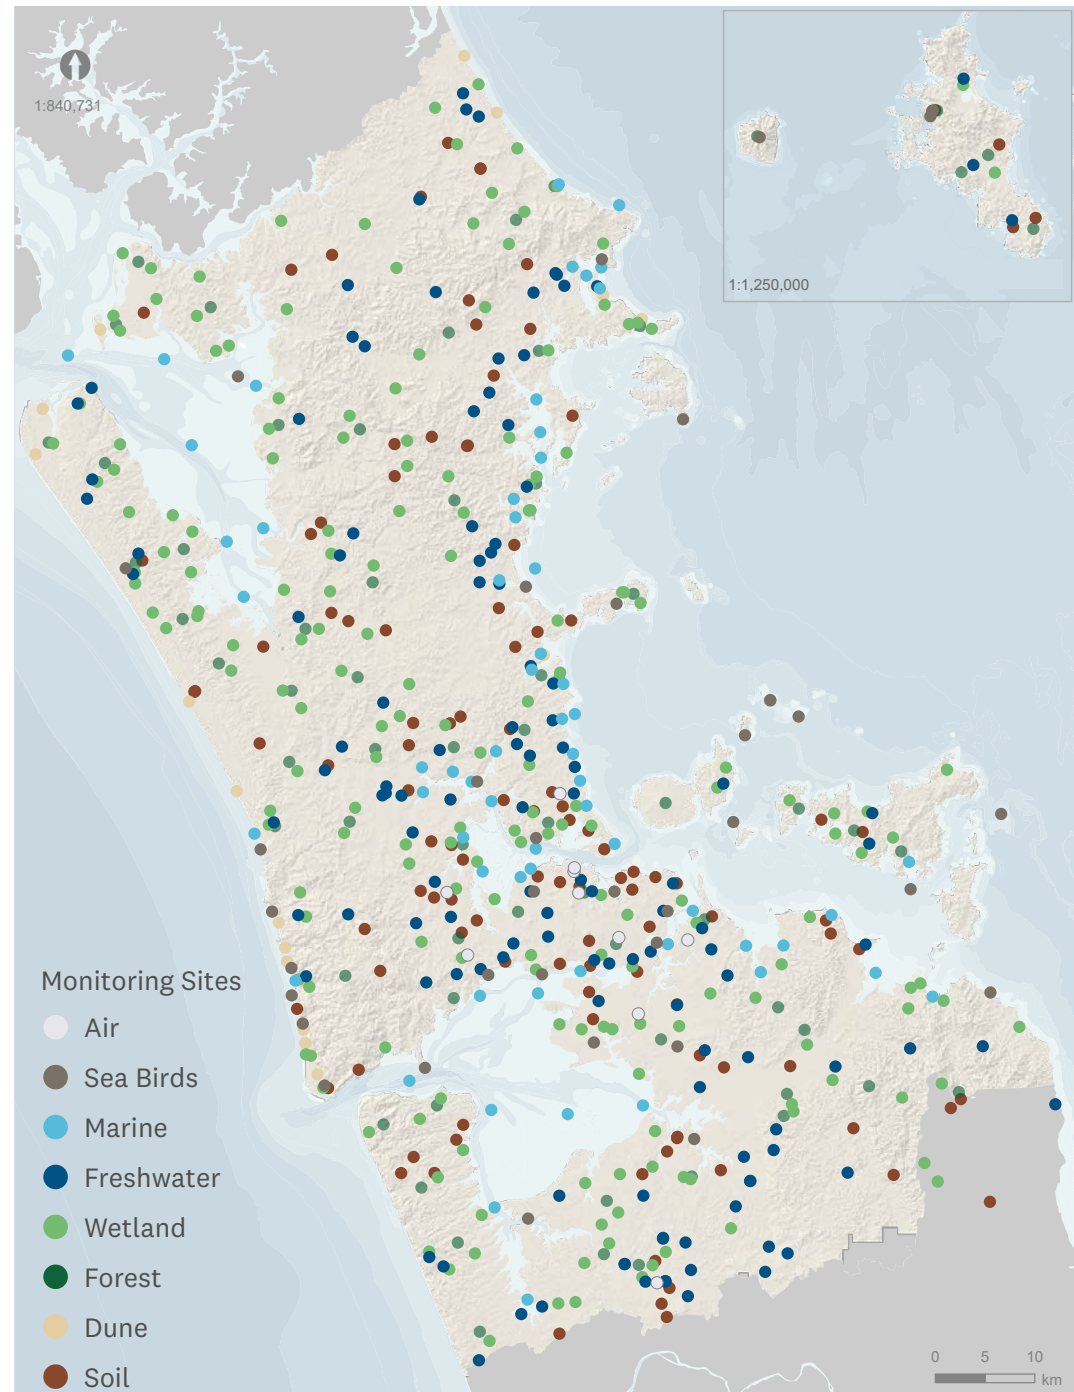 1:840,731
1:1,250,000
Monitoring Sites
Air
Sea Birds
Marine
Freshwater
Wetland
Forest
Dune
Soil
0 5 10
km